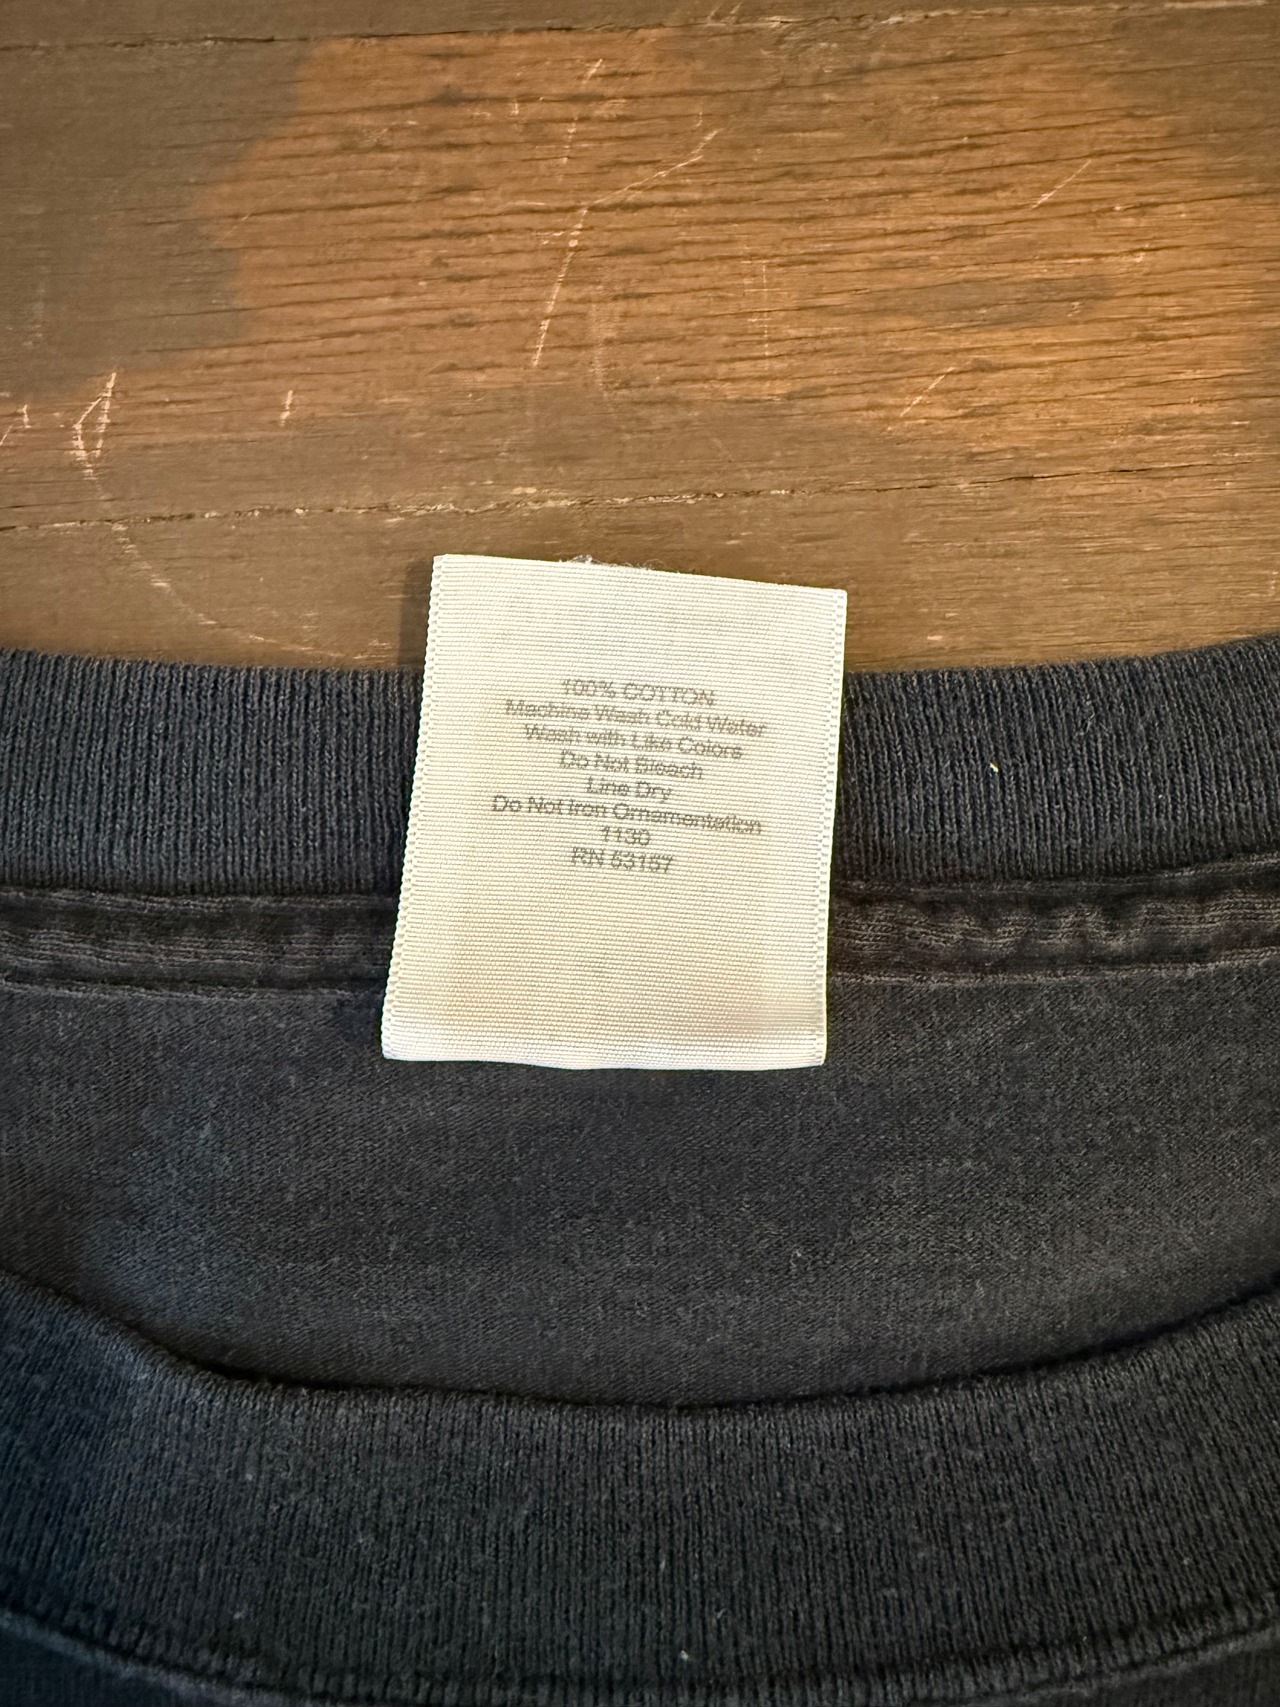 100% COTTON
Machine Wash Cold Water
Wash with Like Colors
Do Not Bleach
Line Dry
Do Not Iron Ornamentation
1130
RN 53157